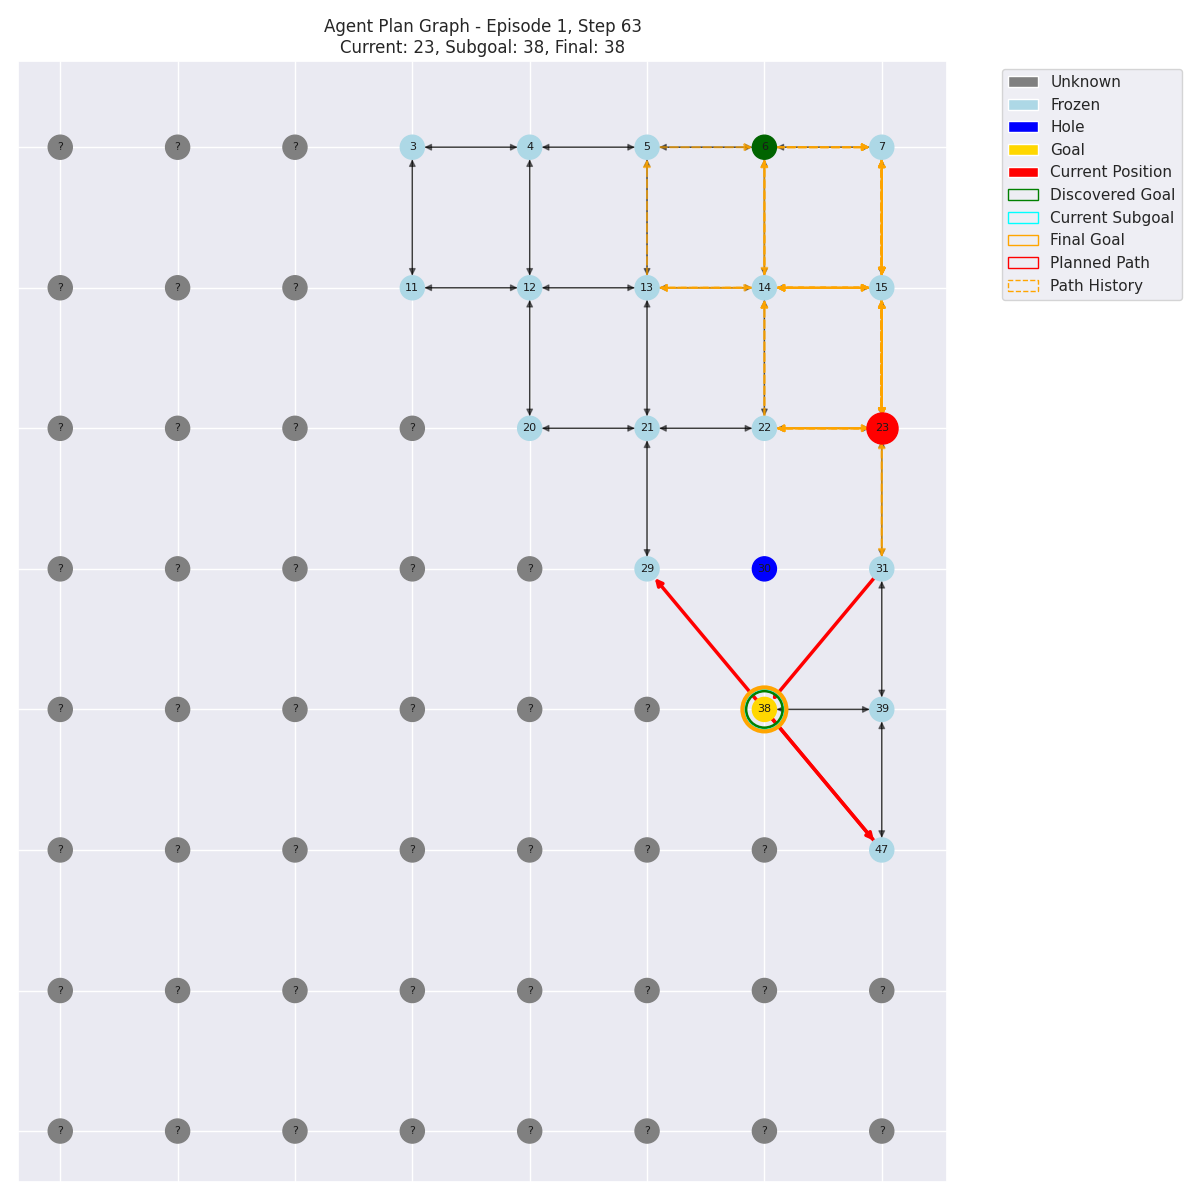 Agent Plan Graph - Episode 1, Step 63
Current: 23, Subgoal: 38, Final: 38
Unknown
Frozen
Hole
Goal
Current Position
Discovered Goal
Current Subgoal
Final Goal
Planned Path
Path History
? ? ? 3 4 5 6 7
? ? ? 11 12 13 14 15
? ? ? ? 20 21 22 23
? ? ? ? ? 29 30 31
? ? ? ? ? ? 38 39
? ? ? ? ? ? ? 47
? ? ? ? ? ? ? ?
? ? ? ? ? ? ? ?